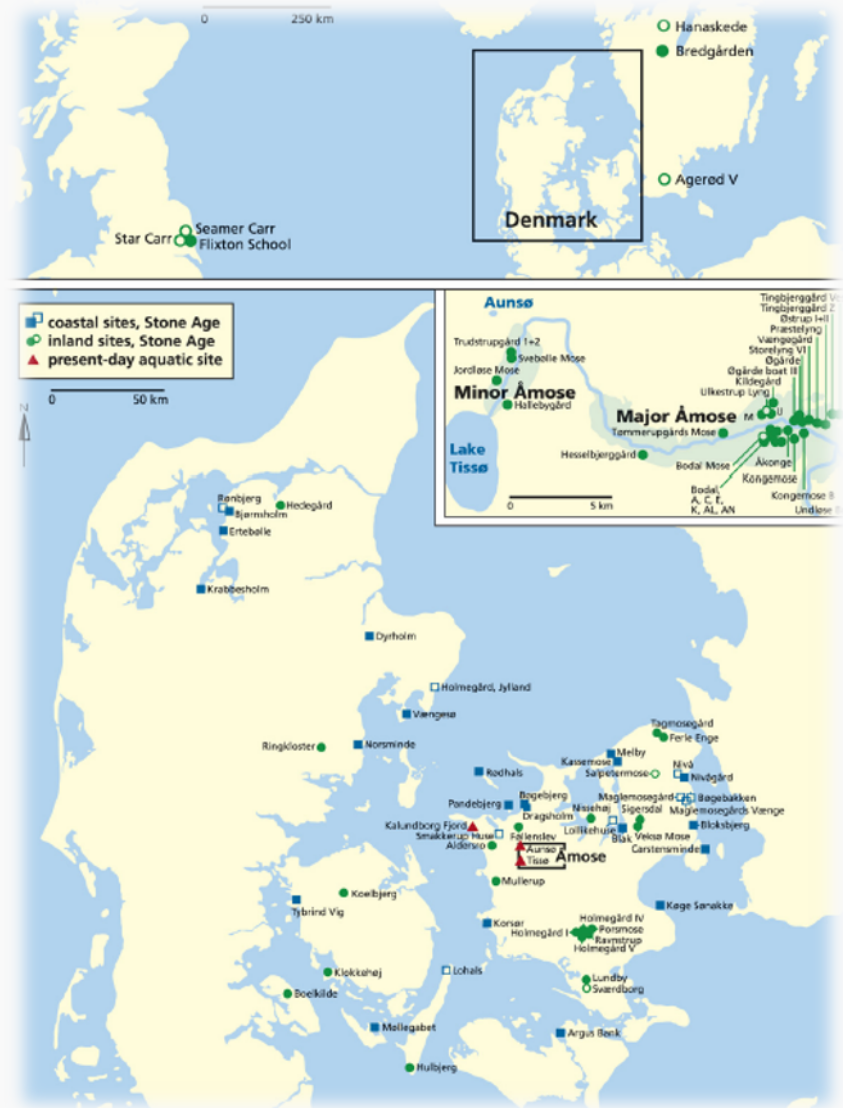 0 250 km
Hanaskede
Bredgården
Agerød V
Denmark
Seamer Carr
Star Carr
Flixton School
coastal sites, Stone Age
inland sites, Stone Age
present-day aquatic site
0 50 km
N
Aunsø
Trudstrupgård 1+2
Svebølle Mose
Jordløse Mose
Minor Åmose
Hallebygård
Lake
Tissø
Major Åmose
Tømmerupgårds Mose
Hesselbjerggård
0 5 km
Tingbjerggård
Tingbjerggård
Østrup I+II
Præstelyng
Vængegård
Storelyng VI
Øgårde
Øgårde boat III
Kildegård
Ulkestrup Lyng
M
U
Bodal Mose
Åkonge
Kongemose
Bodal,
A, C, E,
K, AL, AN
Kongemose B
Undløse
Rønbjerg
Bjørnsholm
Hedegård
Ertebølle
Krabbesholm
Dyrholm
Holmegård, Jylland
Vængesø
Ringkloster
Norsminde
Tagmosegård
Ferle Enge
Melby
Kassemose
Salpetermose
Nivå
Nivågård
Rødhals
Maglemosegård
Bøgebakken
Maglemosegårds Vænge
Pandebjerg
Bøgebjerg
Dragsholm
Nissehøj
Sigersdal
Kalundborg Fjord
Smakkerup Huse
Føllenslev
Lollikehuse
Blak
Veksø Mose
Bloksbjerg
Aldersro
Aunsø
Tissø
Åmose
Carstensminde
Mullerup
Koelbjerg
Tybrind Vig
Køge Sønakke
Korsør
Holmegård IV
Holmegård I
Porsmose
Ravnstrup
Holmegård V
Lohals
Klokkehøj
Lundby
Sværdborg
Boelkilde
Møllegabet
Argus Bank
Hulbjerg